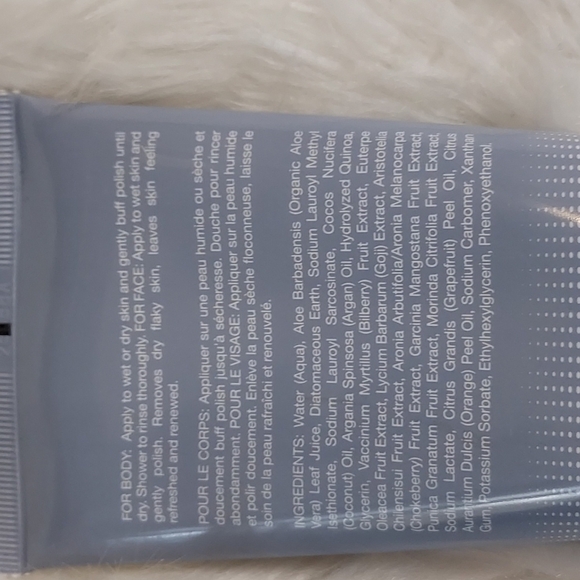 FOR BODY: Apply to wet or dry skin and gently buff polish until
dry. Shower to rinse thoroughly. FOR FACE: Apply to wet skin and
gently polish. Removes dry flaky skin, leaves skin feeling
refreshed and renewed.
POUR LE CORPS: Appliquer sur une peau humide ou sèche et
doucement buff polish jusqu'à sécheresse. Douche pour rincer
abondamment. POUR LE VISAGE: Appliquer sur la peau humide
et polir doucement. Enlève la peau sèche floconneuse, laisse le
soin de la peau rafraîchi et renouvelé.
INGREDIENTS: Water (Aqua), Aloe Barbadensis (Organic Aloe
Vera) Leaf Juice, Diatomaceous Earth, Sodium Lauroyl Methyl
Isethionate, Sodium Lauroyl Sarcosinate, Cocos Nucifera
(Coconut) Oil, Argania Spinsosa (Argan) Oil, Hydrolyzed Quinoa,
Glycerin, Vaccinium Myrtillus (Bilberry) Fruit Extract, Euterpe
Oleacea Fruit Extract, Lycium Barbarum (Goji) Extract, Aristotelia
Chilensisui Fruit Extract, Aronia Arbutifolia/Aronia Melanocarpa
(Chokeberry) Fruit Extract, Garcinia Mangostana Fruit Extract,
Punica Granatum Fruit Extract, Morinda Citrifolia Fruit Extract,
Sodium Lactate, Citrus Grandis (Grapefruit) Peel Oil, Citrus
Aurantium Dulcis (Orange) Peel Oil, Sodium Carbomer, Xanthan
Gum, Potassium Sorbate, Ethylhexylglycerin, Phenoxyethanol.